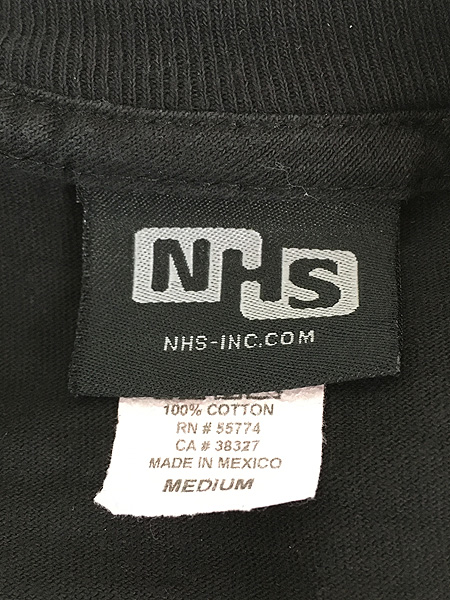 NHS
NHS-INC.COM
100% COTTON
RN # 55774
CA # 38327
MADE IN MEXICO
MEDIUM